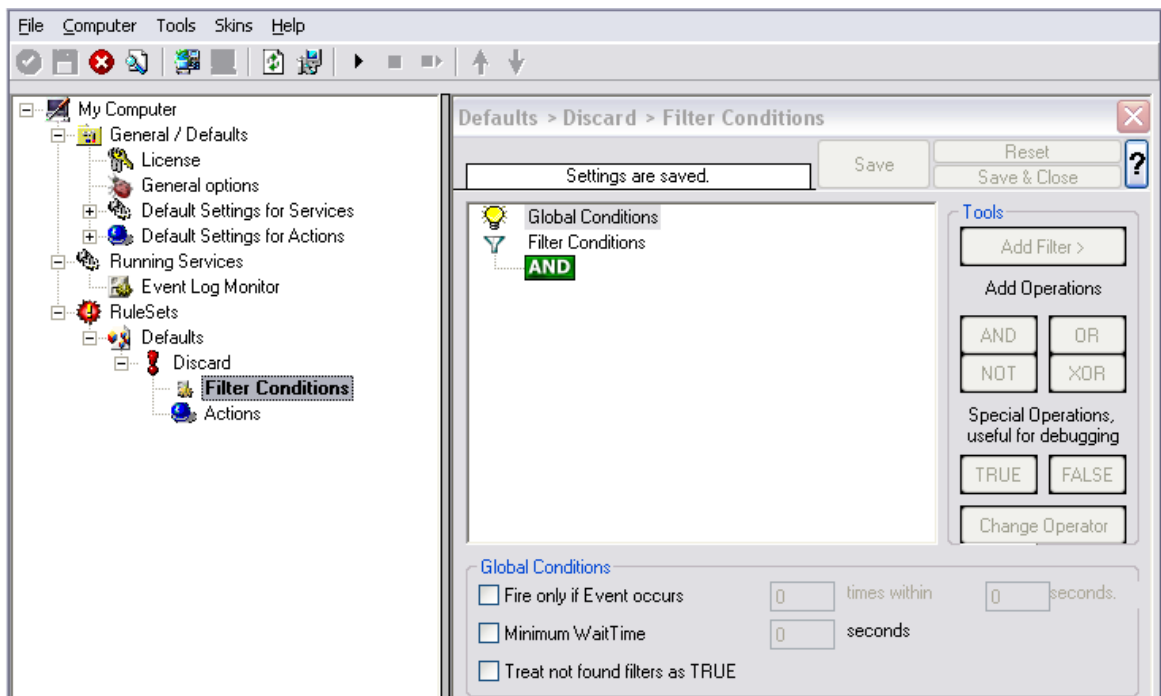 File Computer Tools Skins Help
My Computer
General / Defaults
License
General options
Default Settings for Services
Default Settings for Actions
Running Services
Event Log Monitor
RuleSets
Defaults
Discard
Filter Conditions
Actions
Defaults > Discard > Filter Conditions
Settings are saved.
Save
Reset
Save & Close
?
Global Conditions
Filter Conditions
AND
Tools
Add Filter >
Add Operations
AND OR
NOT XOR
Special Operations,
useful for debugging
TRUE FALSE
Change Operator
Global Conditions
Fire only if Event occurs 0 times within 0 seconds.
Minimum WaitTime 0 seconds
Treat not found filters as TRUE